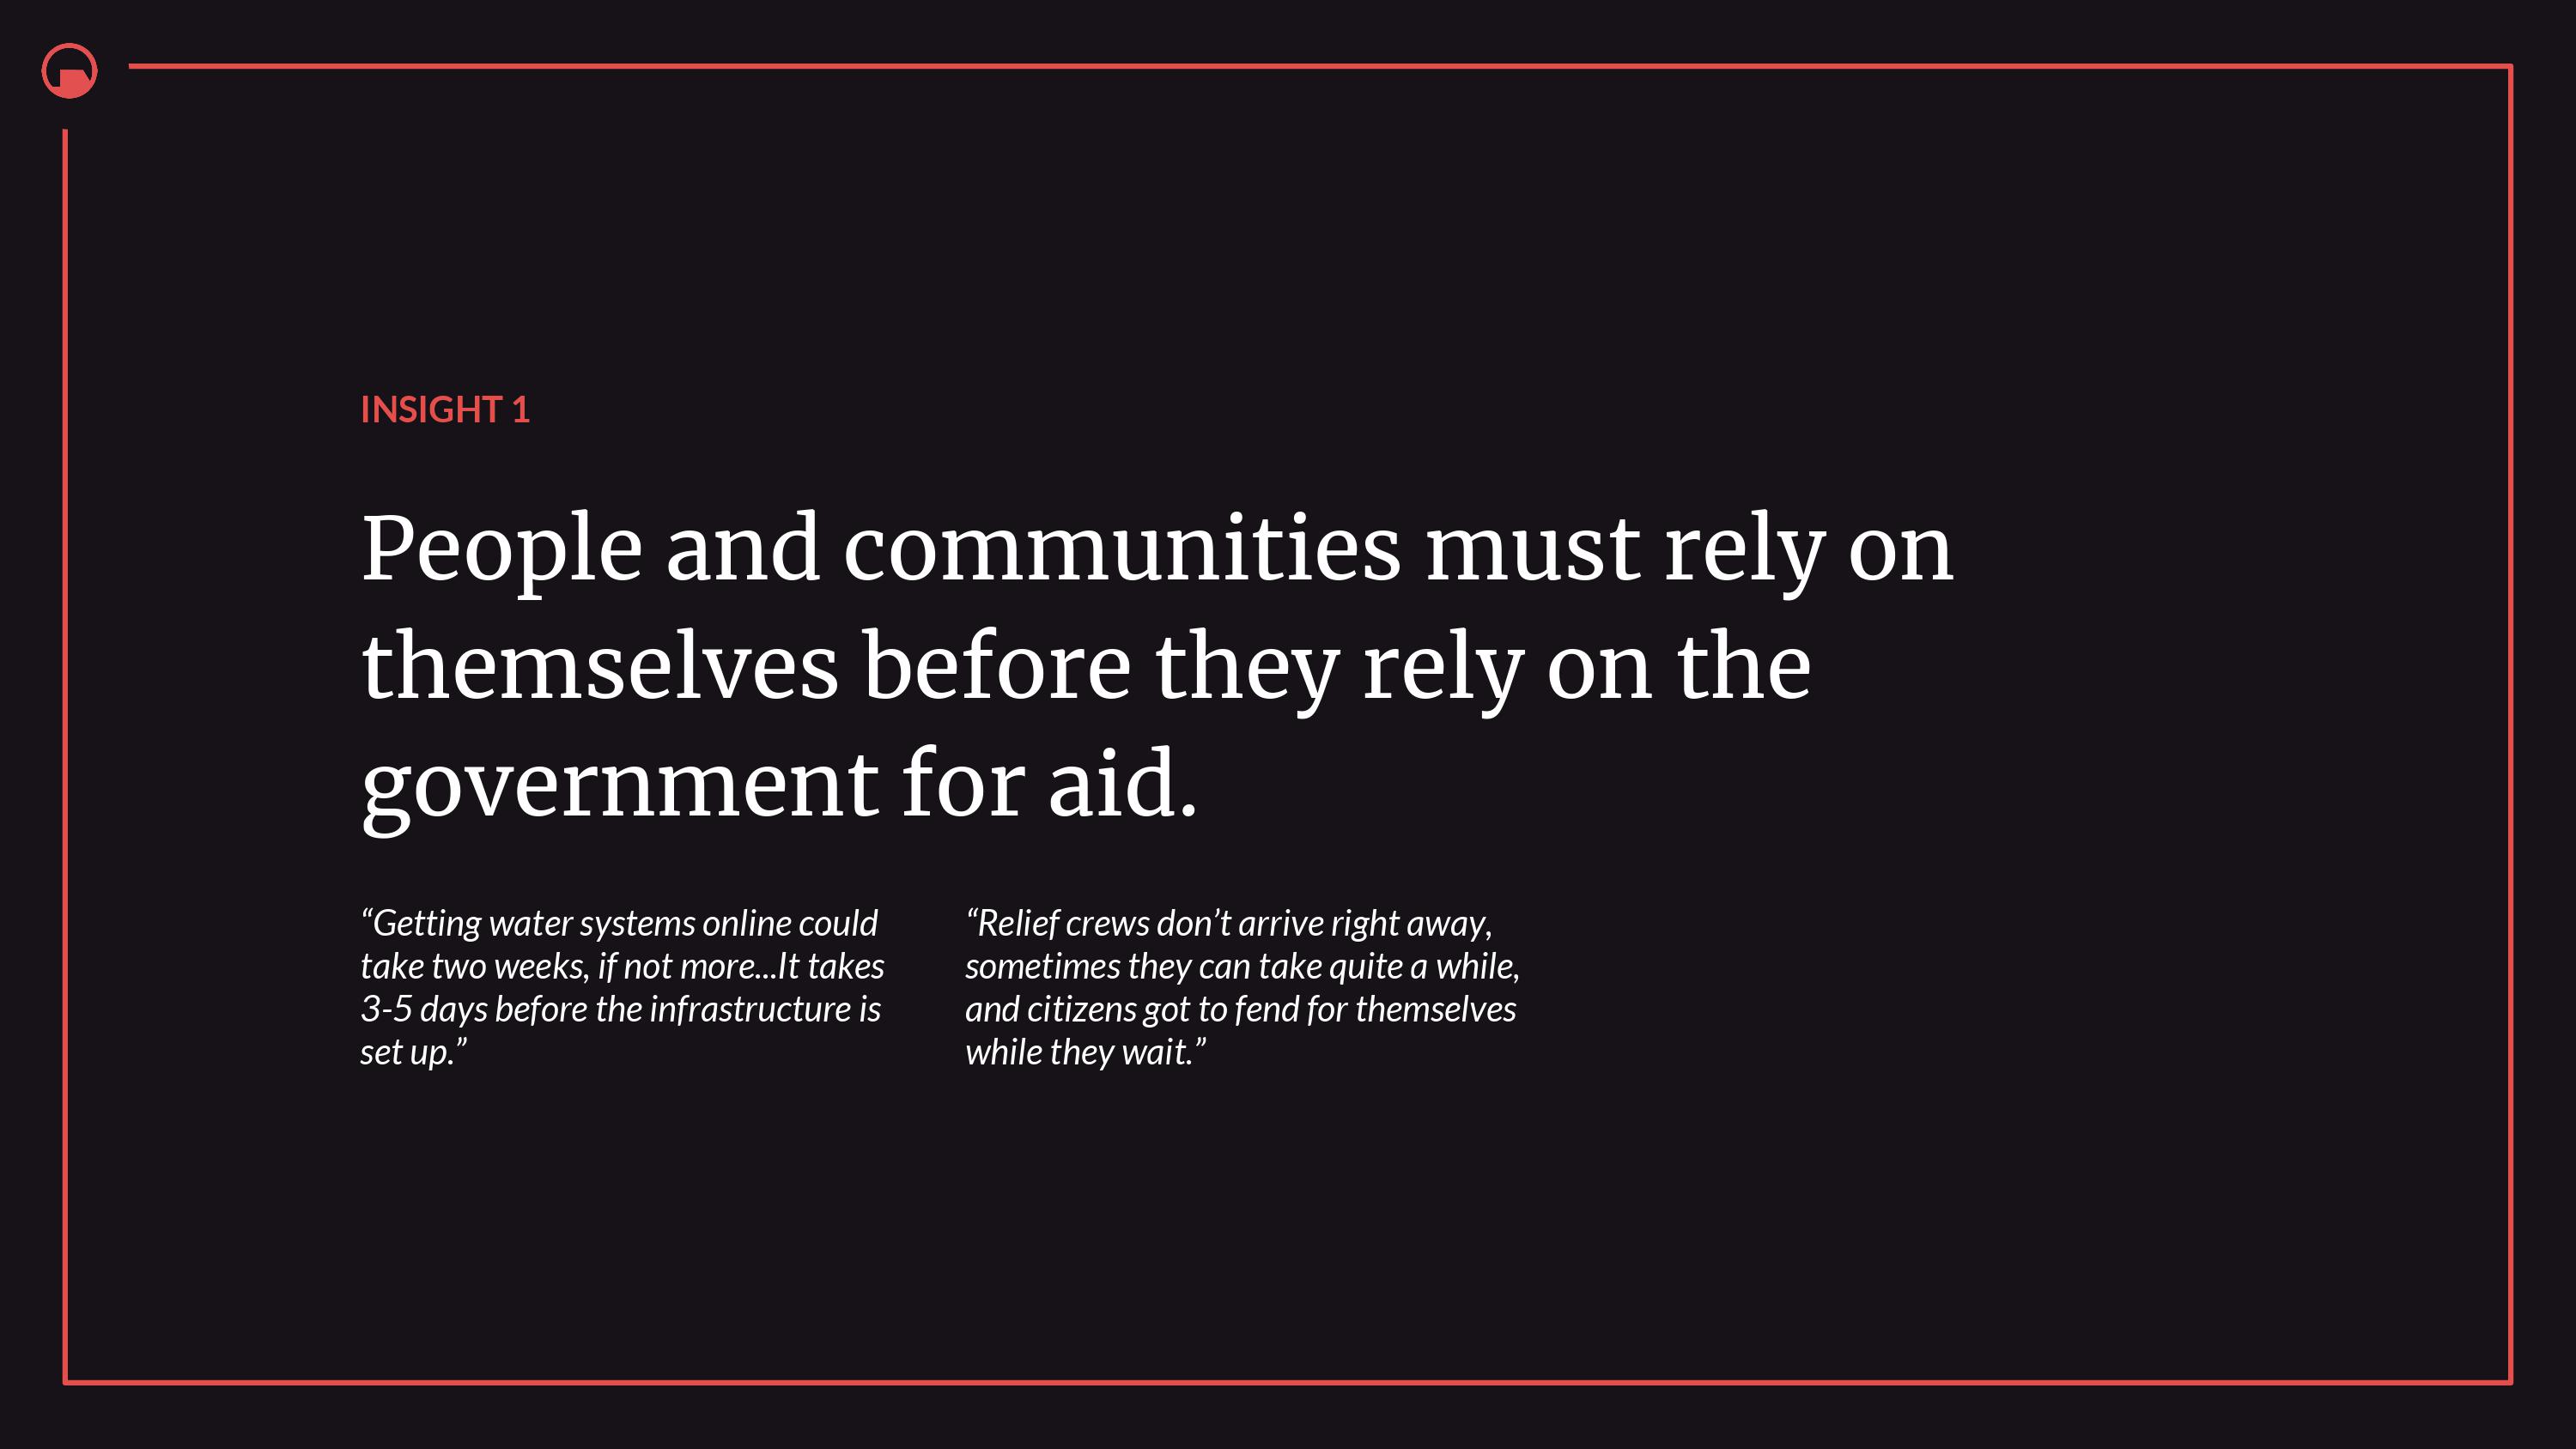 INSIGHT 1
People and communities must rely on
themselves before they rely on the
government for aid.
“Getting water systems online could
take two weeks, if not more...It takes
3-5 days before the infrastructure is
set up.”
“Relief crews don’t arrive right away,
sometimes they can take quite a while,
and citizens got to fend for themselves
while they wait.”